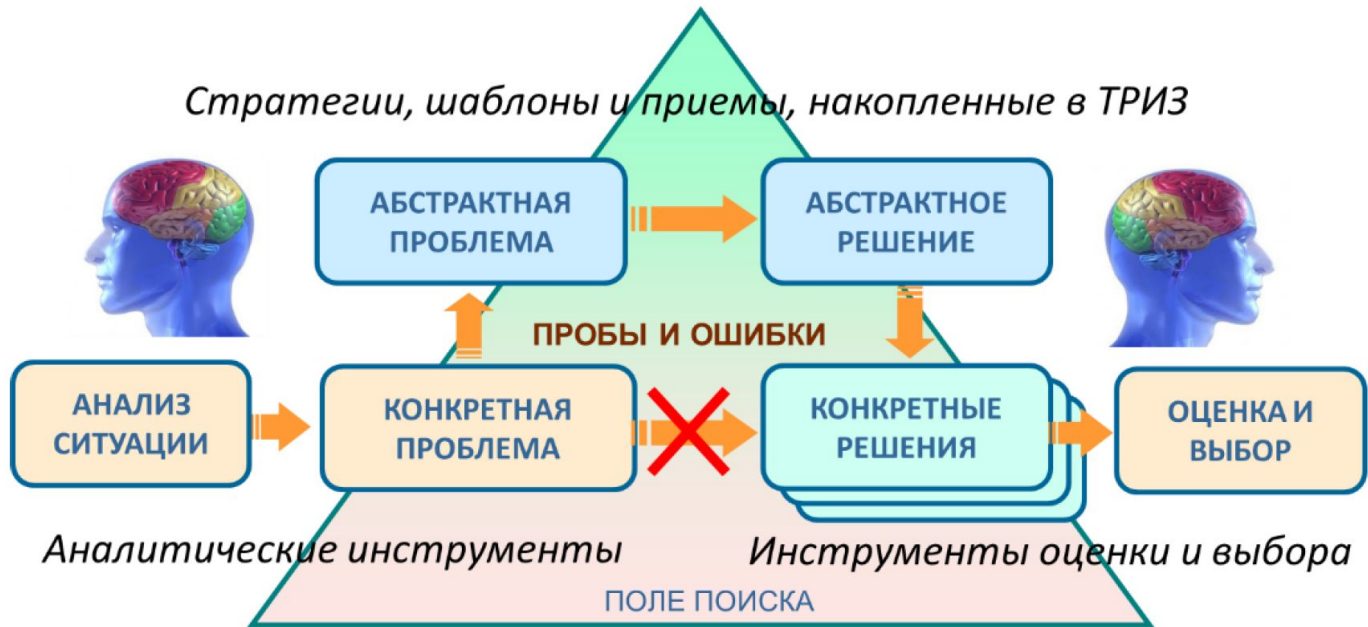 Стратегии, шаблоны и приемы, накопленные в ТРИЗ
АБСТРАКТНАЯ
ПРОБЛЕМА
АБСТРАКТНОЕ
РЕШЕНИЕ
ПРОБЫ И ОШИБКИ
АНАЛИЗ
СИТУАЦИИ
КОНКРЕТНАЯ
ПРОБЛЕМА
КОНКРЕТНЫЕ
РЕШЕНИЯ
ОЦЕНКА И
ВЫБОР
Аналитические инструменты
Инструменты оценки и выбора
ПОЛЕ ПОИСКА